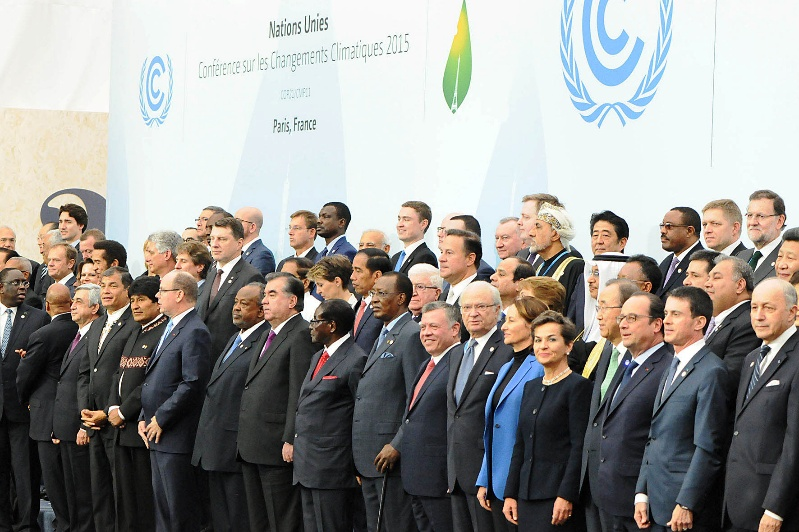 Nations Unies
Conférence sur les Changements Climatiques 2015
COP21/CMP11
Paris, France